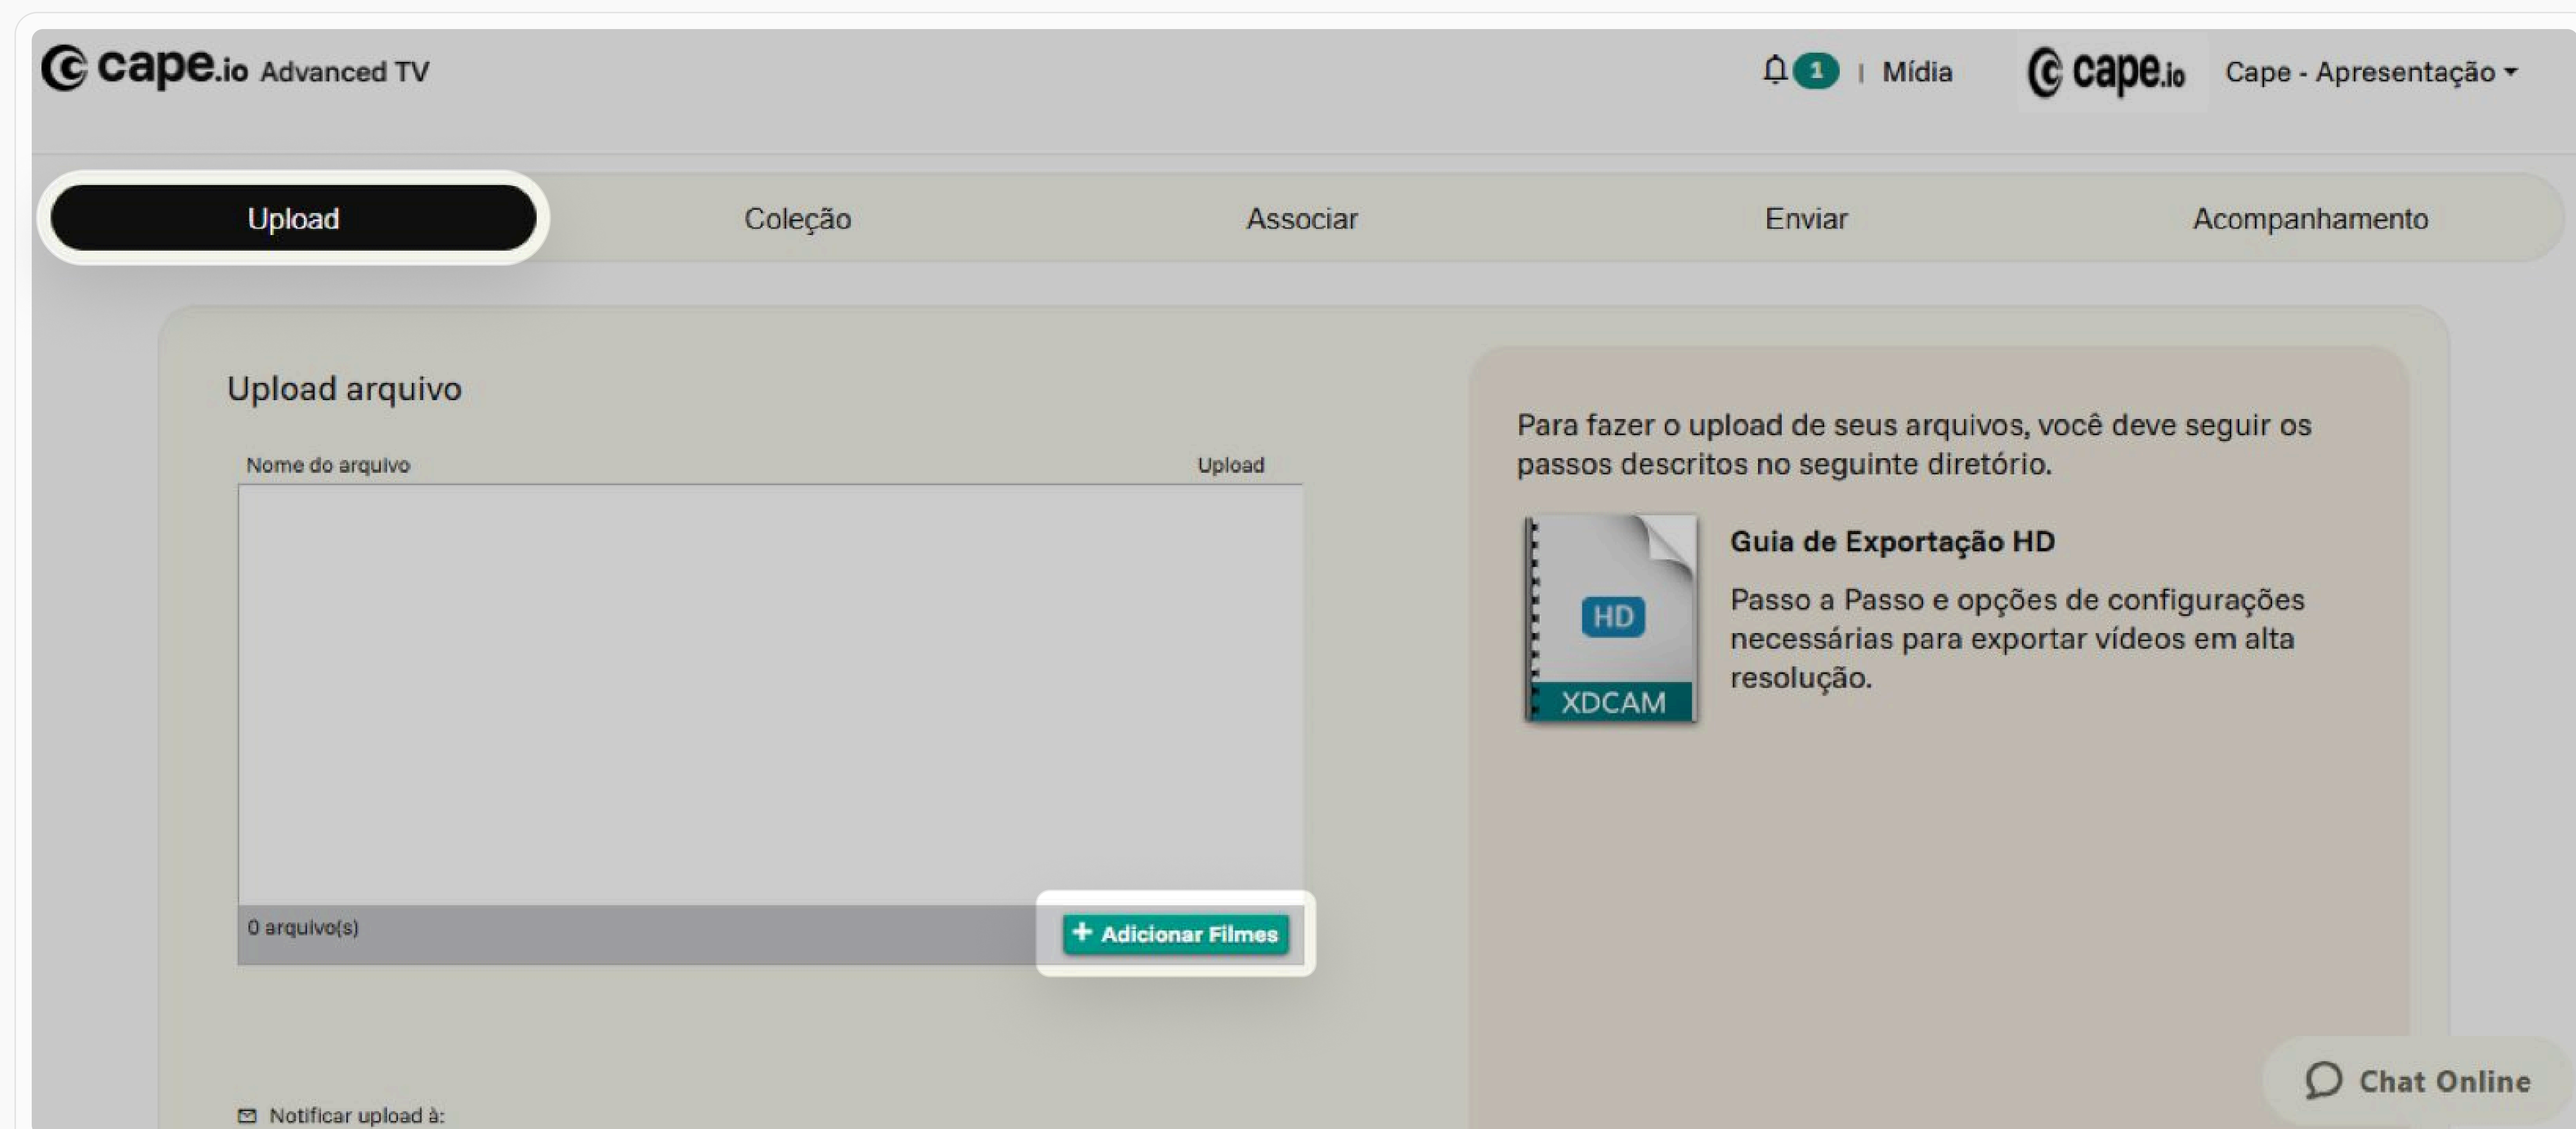 cape.io Advanced TV
1 | Mídia
cape.io
Cape - Apresentação
Upload
Coleção
Associar
Enviar
Acompanhamento
Upload arquivo
Nome do arquivo
Upload
0 arquivo(s)
+ Adicionar Filmes
Notificar upload à:
Para fazer o upload de seus arquivos, você deve seguir os
passos descritos no seguinte diretório.
HD
XDCAM
Guia de Exportação HD
Passo a Passo e opções de configurações
necessárias para exportar vídeos em alta
resolução.
Chat Online